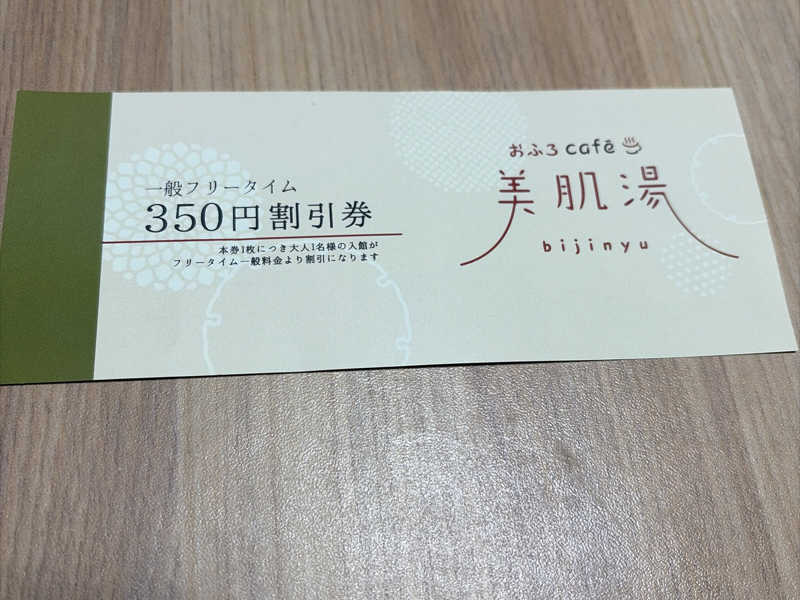 一般フリータイム
350円割引券
本券1枚につき大人1名様の入館が
フリータイム一般料金より割引になります
おふろcafē
美肌湯
bijinyu